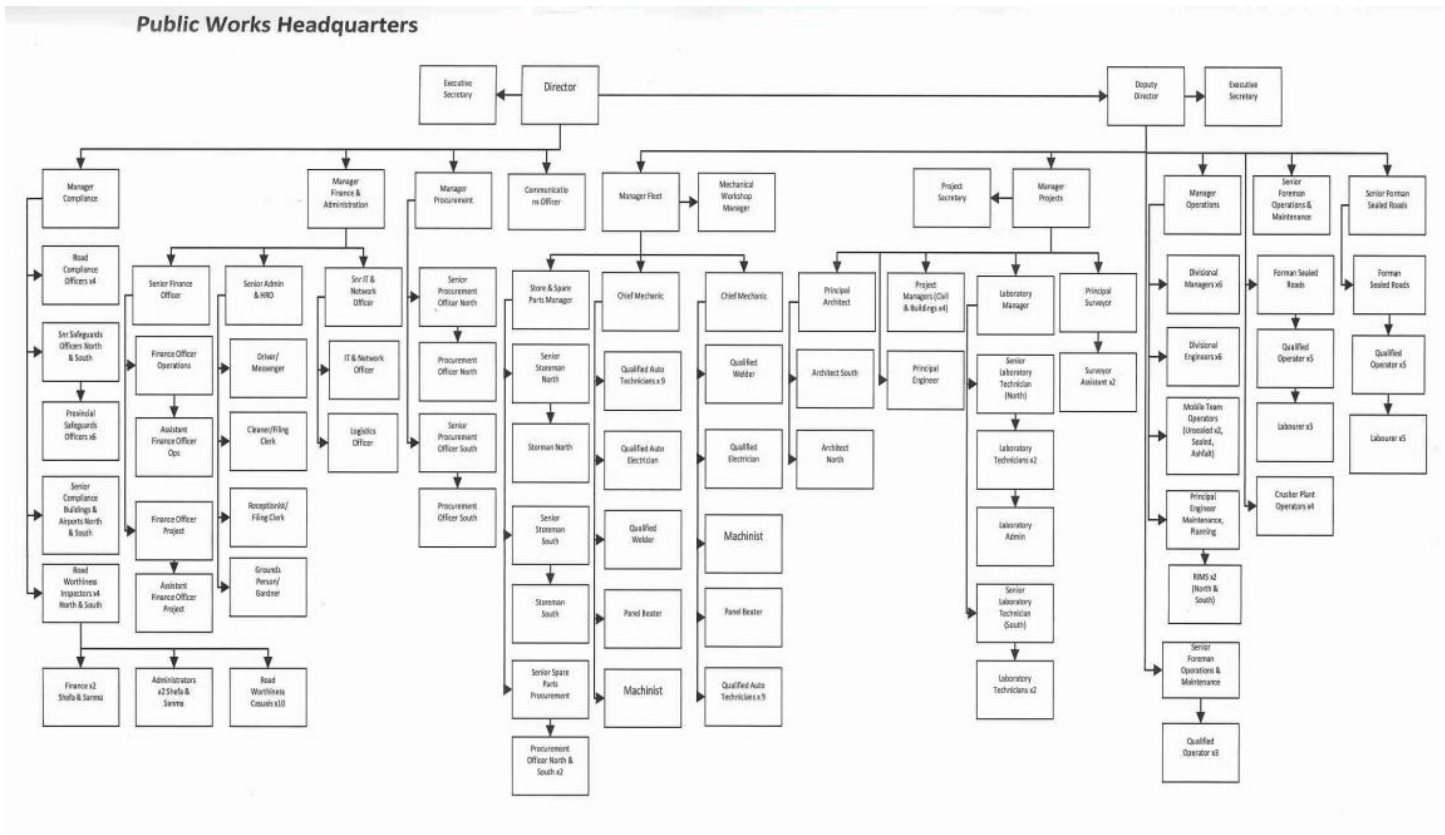 Public Works Headquarters
Executive
Secretary
Director
Deputy
Director
Executive
Secretary
Manager
Compliance
Manager
Finance &
Administration
Manager
Procurement
Communicatio
ns Officer
Manager Fleet
Mechanical
Workshop
Manager
Project
Secretary
Manager
Projects
Manager
Operations
Senior
Foreman
Operations &
Maintenance
Senior Forman
Sealed Roads
Road
Compliance
Officers x4
Snr Safeguards
Officers North
& South
Provincial
Safeguards
Officers x6
Senior
Compliance
Buildings &
Airports North
& South
Road
Worthiness
Inspectors x4
North & South
Finance x2
Shefa & Sanma
Administrators
x2 Shefa &
Sanma
Road
Worthiness
Casuals x10
Senior Finance
Officer
Finance Officer
Operations
Assistant
Finance Officer
Ops
Finance Officer
Project
Assistant
Finance Officer
Project
Senior Admin
& HRO
Driver/
Messenger
Cleaner/Filing
Clerk
Receptionist/
Filing Clerk
Grounds
Person/
Gardner
Snr IT &
Network
Officer
IT & Network
Officer
Logistics
Officer
Senior
Procurement
Officer North
Procurement
Officer North
Senior
Procurement
Officer South
Procurement
Officer South
Store & Spare
Parts Manager
Senior
Storeman
North
Storman North
Senior
Storeman
South
Storeman
South
Senior Spare
Parts
Procurement
Procurement
Officer North &
South x2
Chief Mechanic
Qualified Auto
Technicians x 9
Qualified Auto
Electrician
Qualified
Welder
Panel Beater
Machinist
Chief Mechanic
Qualified
Welder
Qualified
Electrician
Machinist
Panel Beater
Qualified Auto
Technicians x 9
Principal
Architect
Architect South
Architect
North
Project
Managers (Civil
& Buildings x4)
Principal
Engineer
Laboratory
Manager
Senior
Laboratory
Technician
(North)
Laboratory
Technicians x2
Laboratory
Admin
Senior
Laboratory
Technician
(South)
Laboratory
Technicians x2
Principal
Surveyor
Surveyor
Assistant x2
Divisional
Managers x6
Divisional
Engineers x6
Mobile Team
Operators
(Unsealed x2,
Sealed,
Ashfalt)
Principal
Engineer
Maintenance,
Planning
RIMS x2
(North &
South)
Senior
Foreman
Operations &
Maintenance
Qualified
Operator x3
Forman Sealed
Roads
Qualified
Operator x5
Labourer x3
Crusher Plant
Operators x4
Forman
Sealed Roads
Qualified
Operator x5
Labourer x5